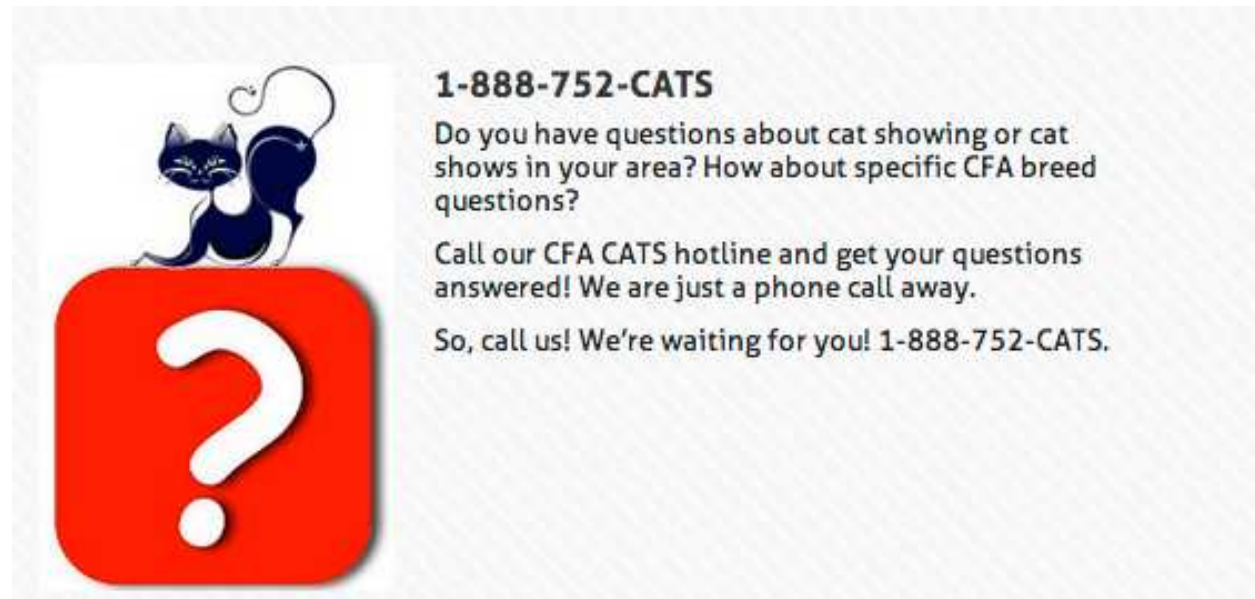 1-888-752-CATS
Do you have questions about cat showing or cat
shows in your area? How about specific CFA breed
questions?
Call our CFA CATS hotline and get your questions
answered! We are just a phone call away.
So, call us! We're waiting for you! 1-888-752-CATS.
?